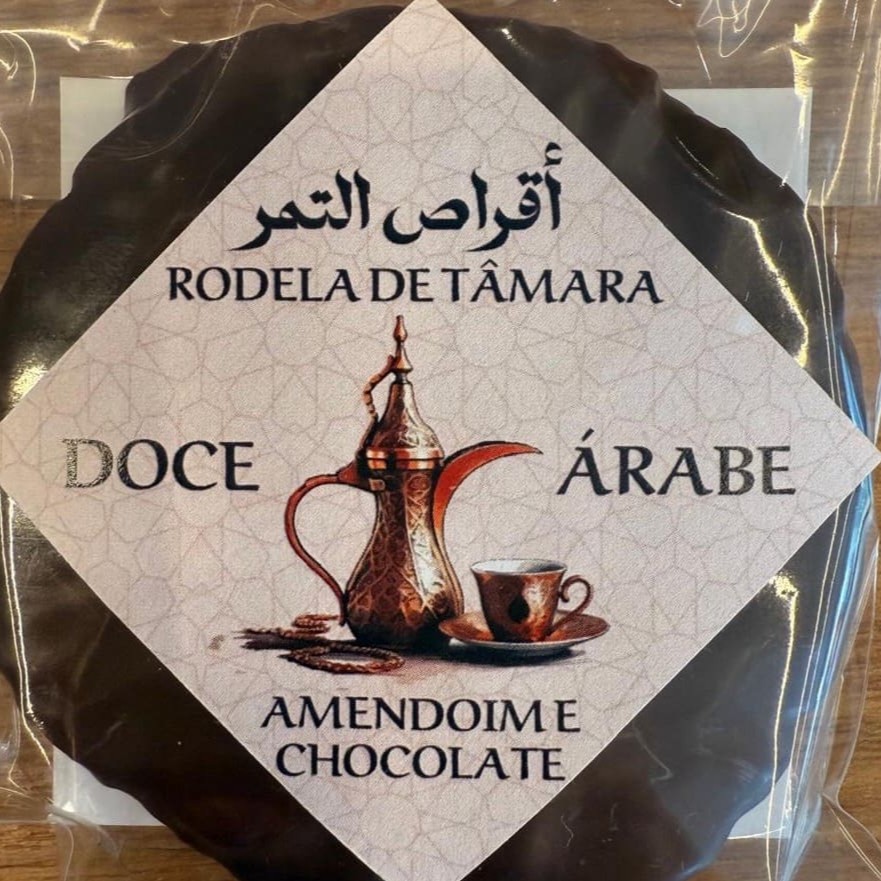 أقراص التمر
RODELA DE TÂMARA
DOCE ÁRABE
AMENDOIM E
CHOCOLATE